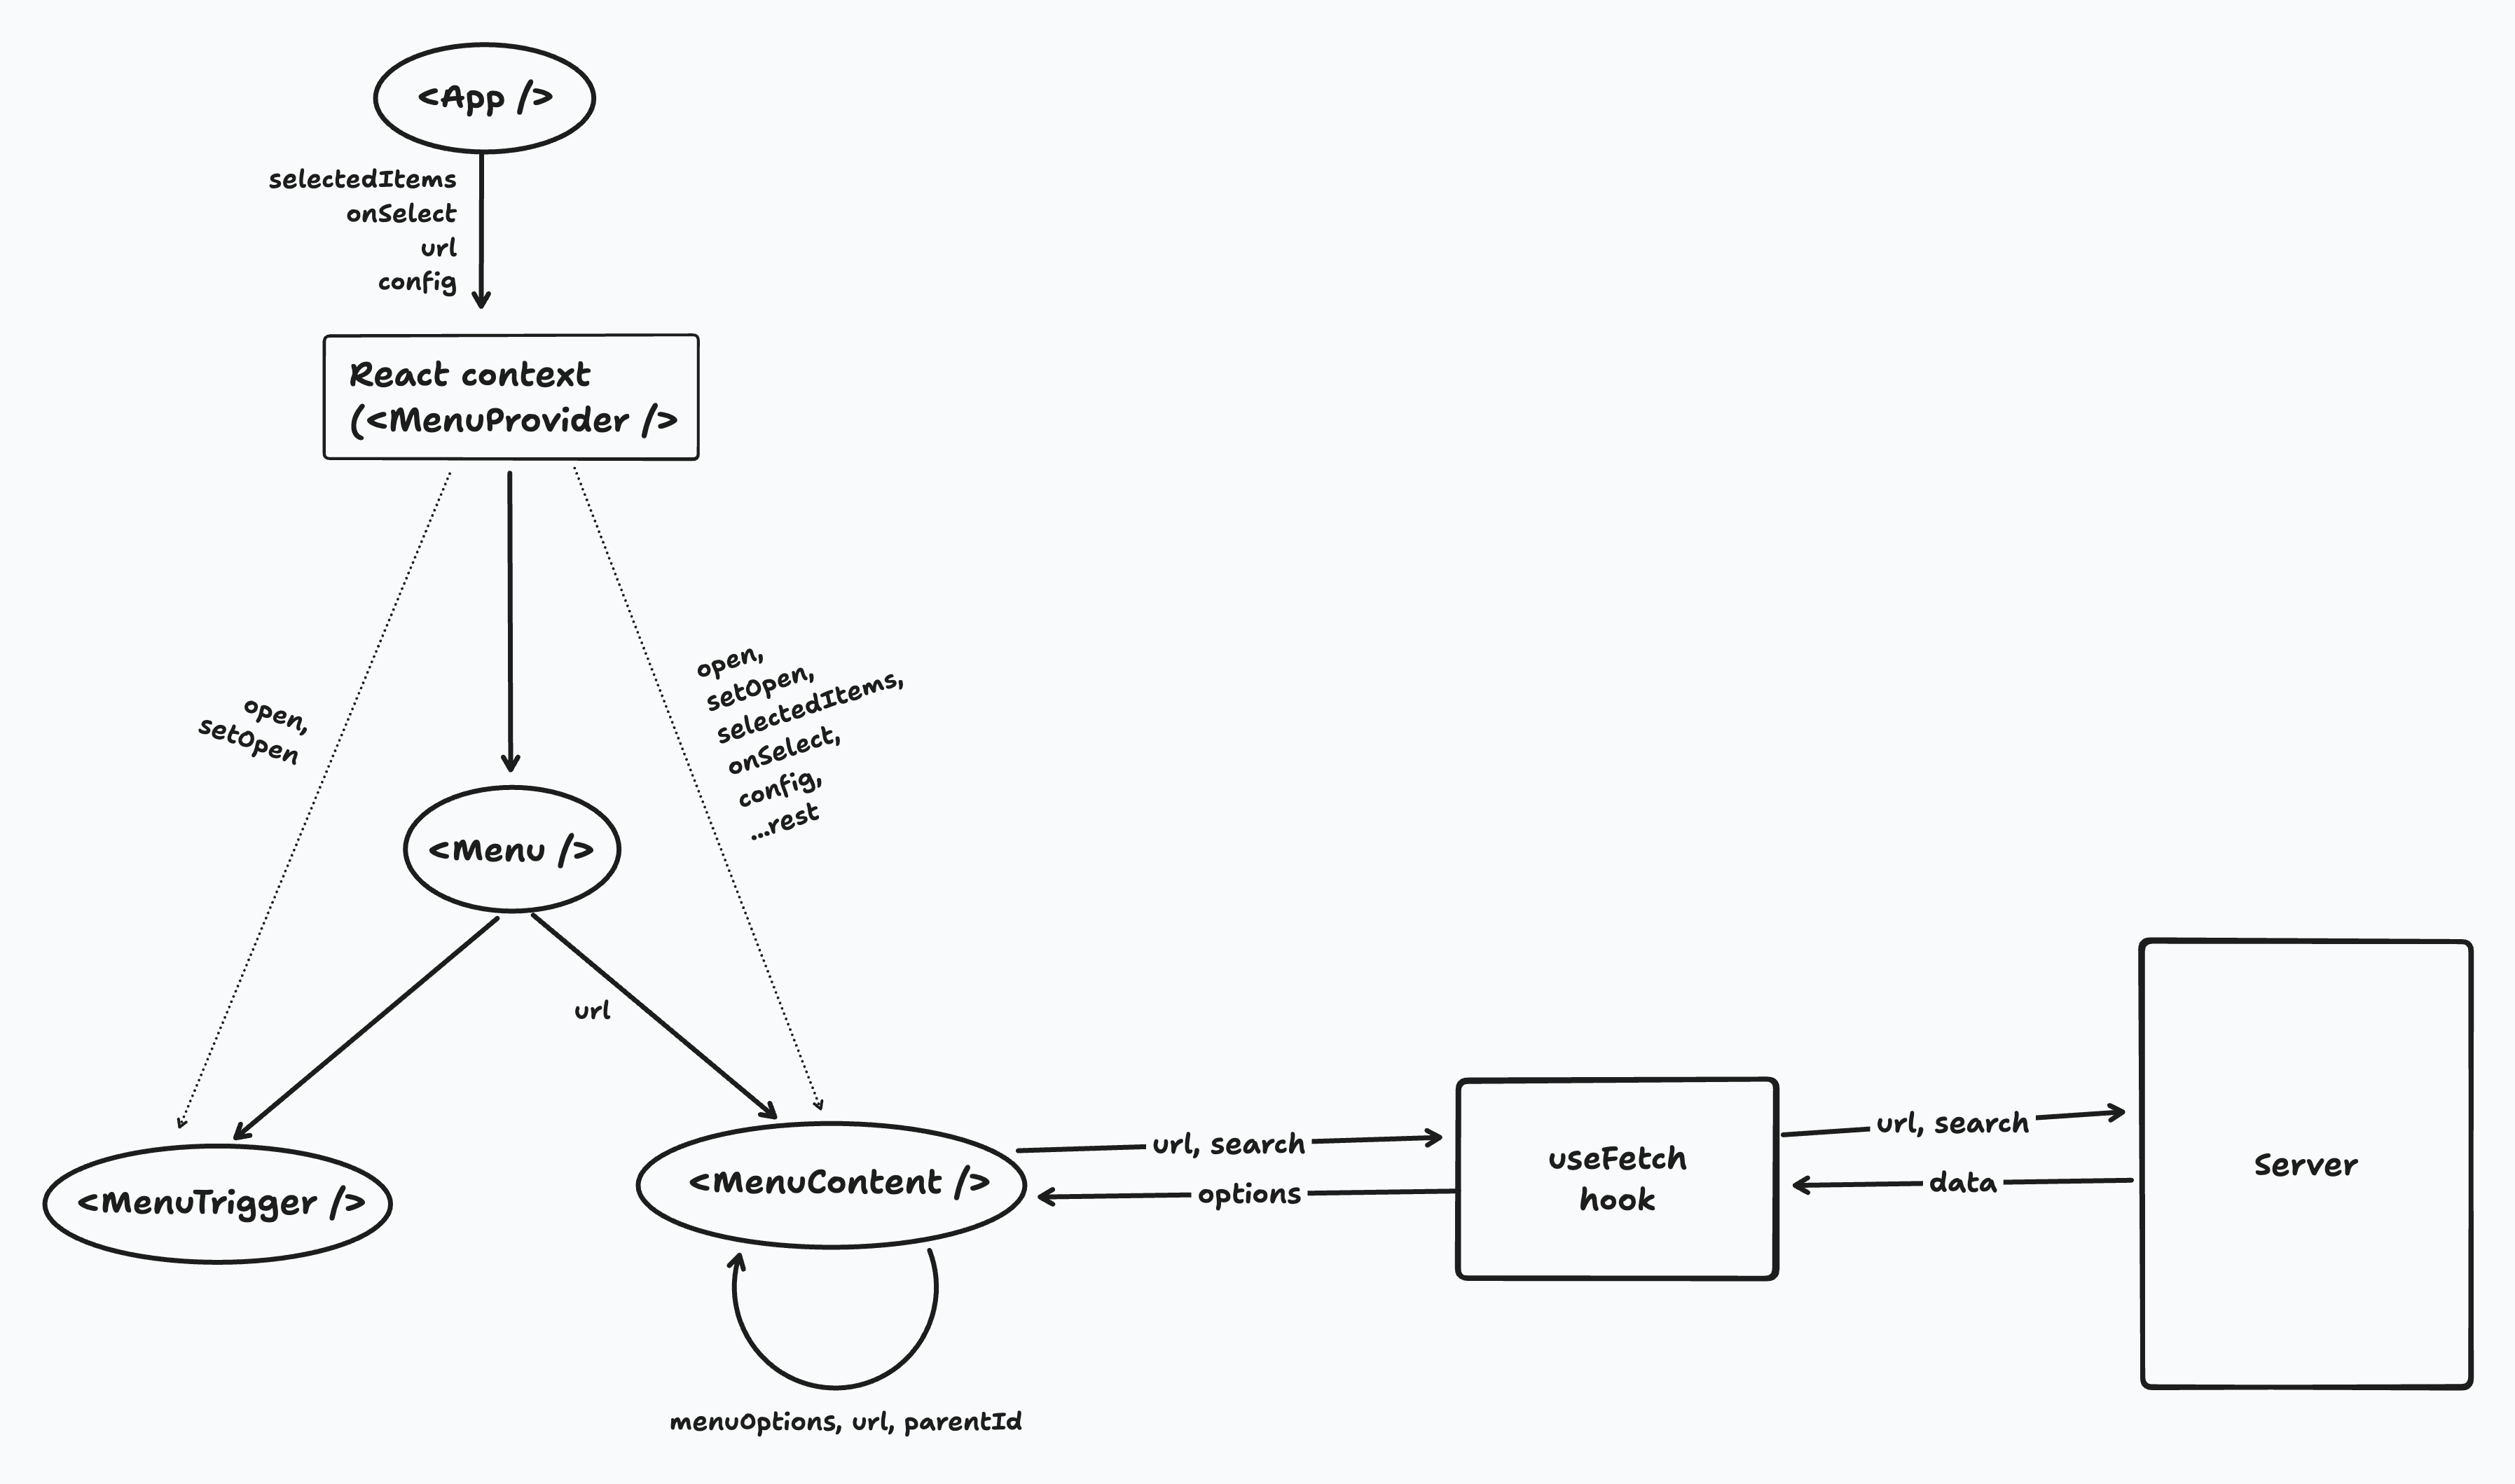 <App />
selectedItems
onSelect
url
config
React context
(<MenuProvider />
open,
setOpen
open,
setOpen,
selectedItems,
onSelect,
config,
...rest
<Menu />
url
<MenuTrigger />
<MenuContent />
url, search
options
useFetch
hook
url, search
data
Server
menuOptions, url, parentId